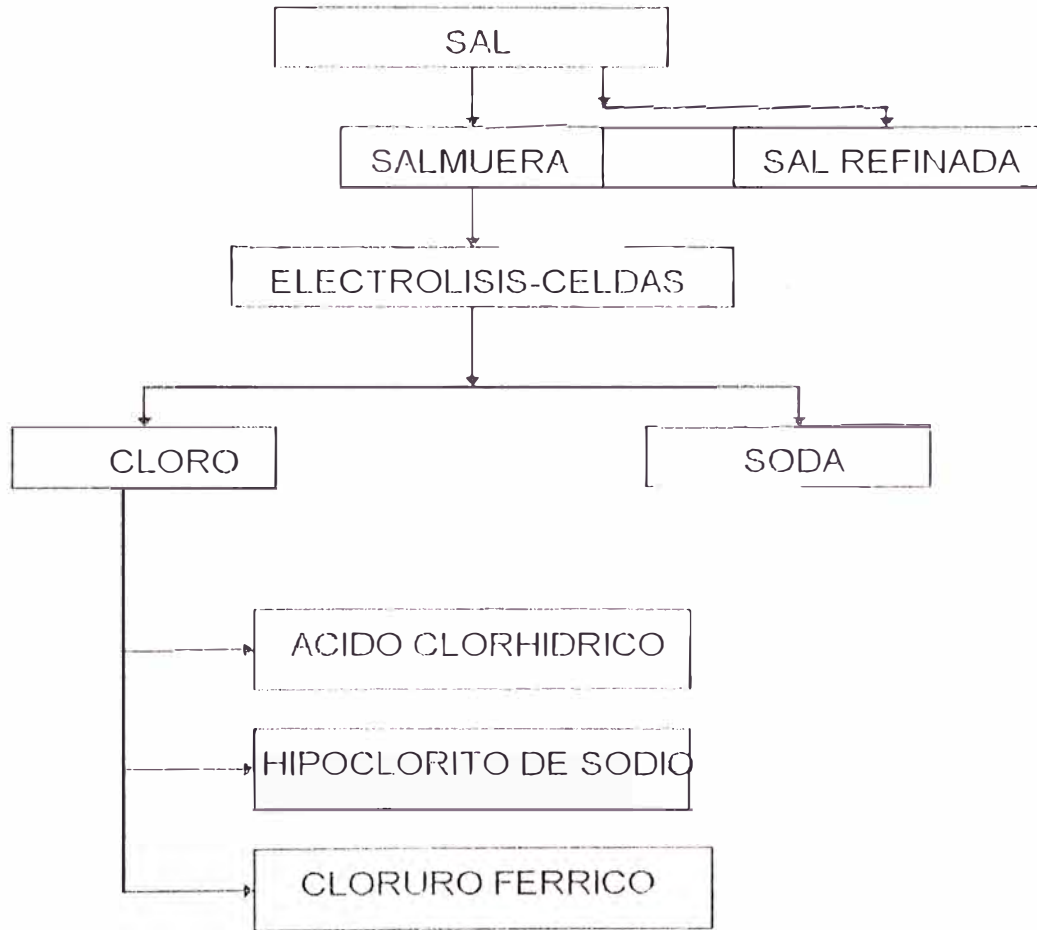 SAL
SALMUERA
SAL REFINADA
ELECTROLISIS-CELDAS
CLORO
SODA
ACIDO CLORHIDRICO
HIPOCLORITO DE SODIO
CLORURO FERRICO